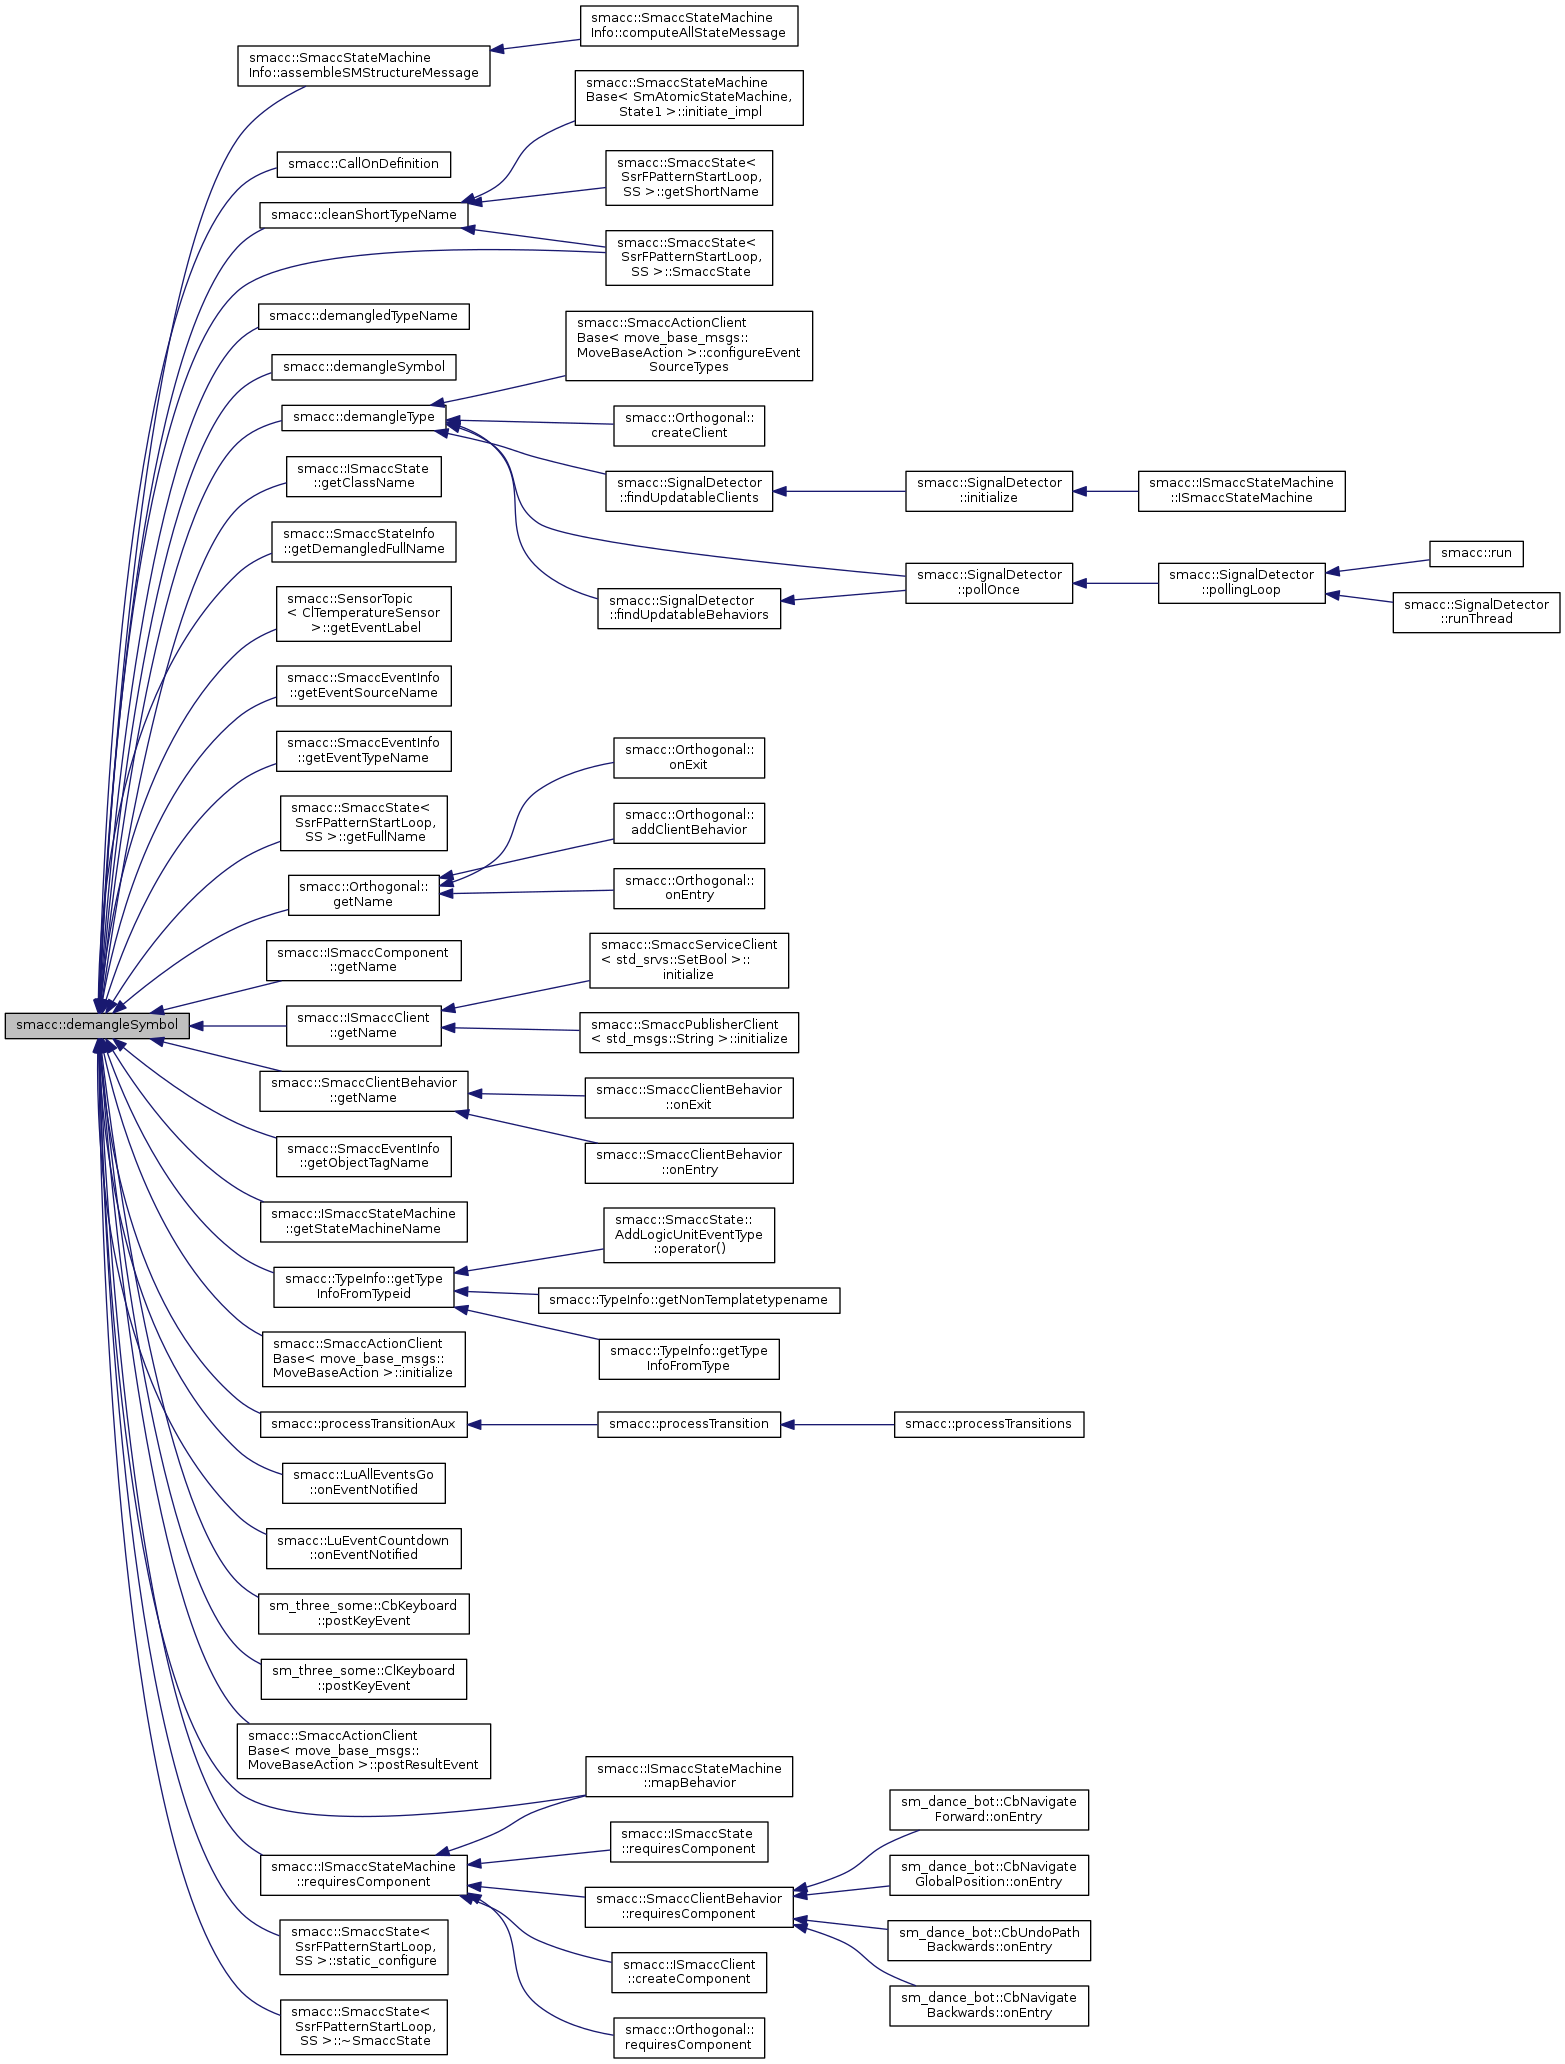 smacc::SmaccStateMachine
Info::computeAllStateMessage
smacc::SmaccStateMachine
Info::assembleSMStructureMessage
smacc::SmaccStateMachine
Base< SmAtomicStateMachine,
State1 >::initiate_impl
smacc::CallOnDefinition
smacc::SmaccState<
SsrFPatternStartLoop,
SS >::getShortName
smacc::cleanShortTypeName
smacc::SmaccState<
SsrFPatternStartLoop,
SS >::SmaccState
smacc::demangledTypeName
smacc::SmaccActionClient
Base< move_base_msgs::
MoveBaseAction >::configureEvent
SourceTypes
smacc::demangleSymbol
smacc::demangleType
smacc::Orthogonal::
createClient
smacc::ISmaccState
::getClassName
smacc::SignalDetector
::findUpdatableClients
smacc::SignalDetector
::initialize
smacc::ISmaccStateMachine
::ISmaccStateMachine
smacc::SmaccStateInfo
::getDemangledFullName
smacc::run
smacc::SignalDetector
::pollOnce
smacc::SignalDetector
::pollingLoop
smacc::SensorTopic
< ClTemperatureSensor
>::getEventLabel
smacc::SignalDetector
::findUpdatableBehaviors
smacc::SignalDetector
::runThread
smacc::SmaccEventInfo
::getEventSourceName
smacc::SmaccEventInfo
::getEventTypeName
smacc::Orthogonal::
onExit
smacc::SmaccState<
SsrFPatternStartLoop,
SS >::getFullName
smacc::Orthogonal::
addClientBehavior
smacc::Orthogonal::
getName
smacc::Orthogonal::
onEntry
smacc::ISmaccComponent
::getName
smacc::SmaccServiceClient
< std_srvs::SetBool >::
initialize
smacc::demangleSymbol
smacc::ISmaccClient
::getName
smacc::SmaccPublisherClient
< std_msgs::String >::initialize
smacc::SmaccClientBehavior
::getName
smacc::SmaccClientBehavior
::onExit
smacc::SmaccEventInfo
::getObjectTagName
smacc::SmaccClientBehavior
::onEntry
smacc::ISmaccStateMachine
::getStateMachineName
smacc::SmaccState::
AddLogicUnitEventType
::operator()
smacc::TypeInfo::getType
InfoFromTypeid
smacc::TypeInfo::getNonTemplatetypename
smacc::TypeInfo::getType
InfoFromType
smacc::SmaccActionClient
Base< move_base_msgs::
MoveBaseAction >::initialize
smacc::processTransitionAux
smacc::processTransition
smacc::processTransitions
smacc::LuAllEventsGo
::onEventNotified
smacc::LuEventCountdown
::onEventNotified
sm_three_some::CbKeyboard
::postKeyEvent
sm_three_some::ClKeyboard
::postKeyEvent
smacc::SmaccActionClient
Base< move_base_msgs::
MoveBaseAction >::postResultEvent
smacc::ISmaccStateMachine
::mapBehavior
sm_dance_bot::CbNavigate
Forward::onEntry
smacc::ISmaccState
::requiresComponent
smacc::ISmaccStateMachine
::requiresComponent
sm_dance_bot::CbNavigate
GlobalPosition::onEntry
smacc::SmaccClientBehavior
::requiresComponent
smacc::SmaccState<
SsrFPatternStartLoop,
SS >::static_configure
sm_dance_bot::CbUndoPath
Backwards::onEntry
smacc::ISmaccClient
::createComponent
sm_dance_bot::CbNavigate
Backwards::onEntry
smacc::SmaccState<
SsrFPatternStartLoop,
SS >::~SmaccState
smacc::Orthogonal::
requiresComponent